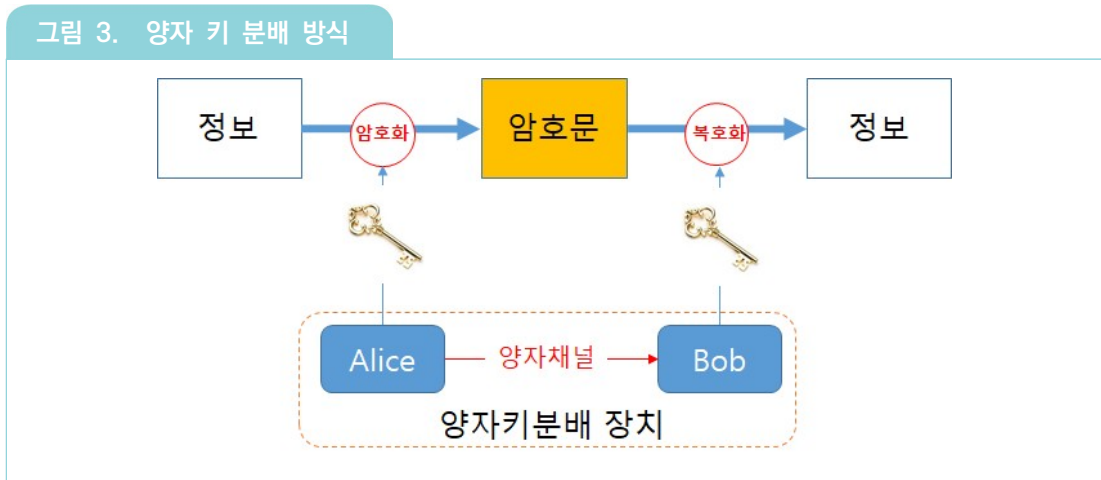 그림 3. 양자 키 분배 방식
정보
암호화
암호문
복호화
정보
Alice
양자채널
Bob
양자키분배 장치